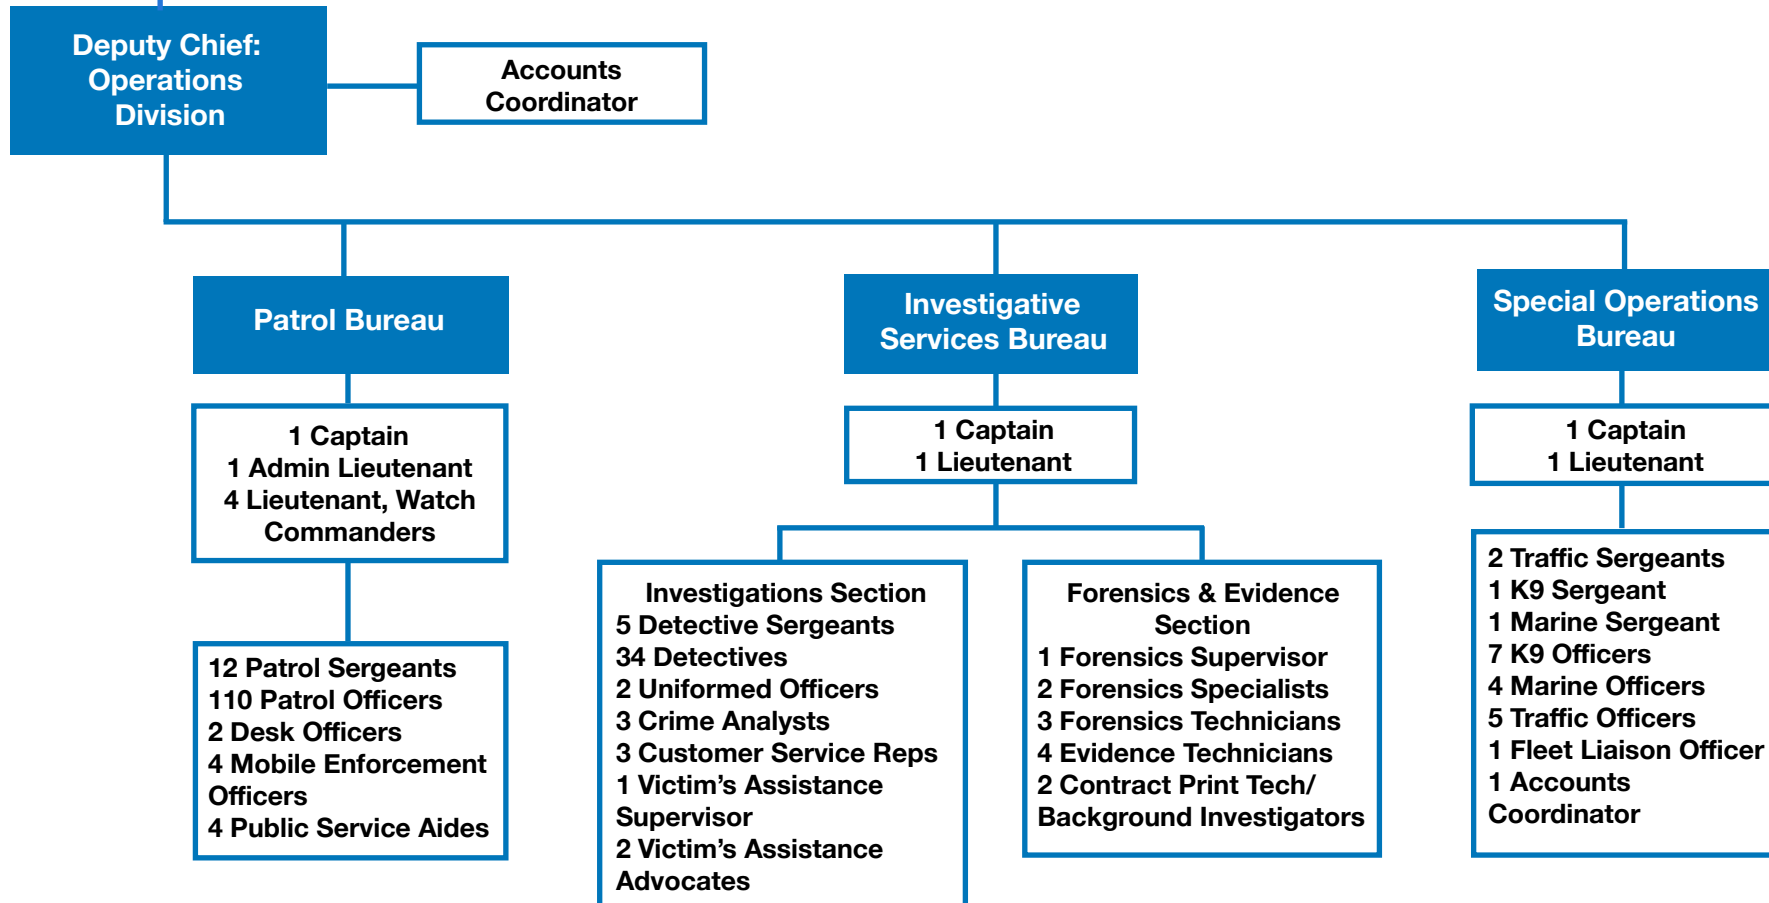 Deputy Chief:
Operations
Division
Accounts
Coordinator
Patrol Bureau
1 Captain
1 Admin Lieutenant
4 Lieutenant, Watch
Commanders
12 Patrol Sergeants
110 Patrol Officers
2 Desk Officers
4 Mobile Enforcement
Officers
4 Public Service Aides
Investigative
Services Bureau
1 Captain
1 Lieutenant
Investigations Section
5 Detective Sergeants
34 Detectives
2 Uniformed Officers
3 Crime Analysts
3 Customer Service Reps
1 Victim’s Assistance
Supervisor
2 Victim’s Assistance
Advocates
Forensics & Evidence
Section
1 Forensics Supervisor
2 Forensics Specialists
3 Forensics Technicians
4 Evidence Technicians
2 Contract Print Tech/
Background Investigators
Special Operations
Bureau
1 Captain
1 Lieutenant
2 Traffic Sergeants
1 K9 Sergeant
1 Marine Sergeant
7 K9 Officers
4 Marine Officers
5 Traffic Officers
1 Fleet Liaison Officer
1 Accounts
Coordinator